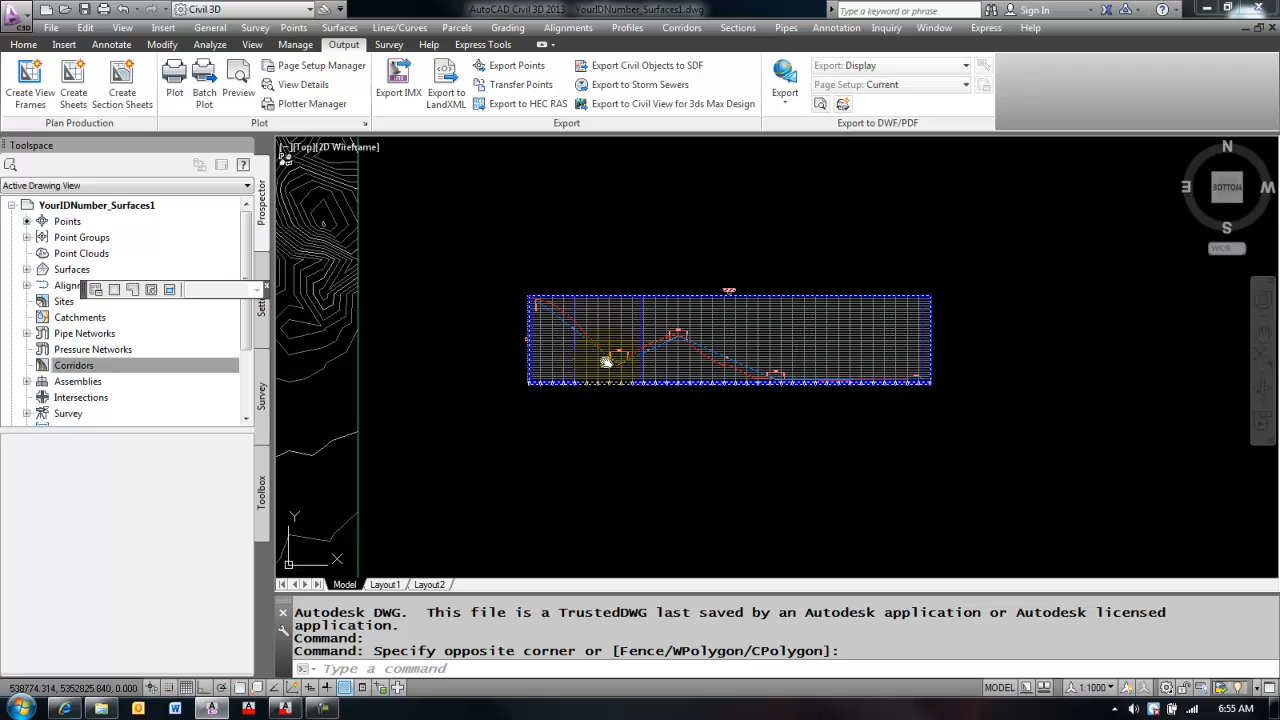 C3D
Civil 3D
AutoCAD Civil 3D 2013 YourIDNumber_Surfaces1.dwg
Type a keyword or phrase
Sign In
File Edit View Insert General Survey Points Surfaces Lines/Curves Parcels Grading Alignments Profiles Corridors Sections Pipes Annotation Inquiry Window Express Help
Home Insert Annotate Modify Analyze View Manage Output Survey Help Express Tools
Create View Frames
Create Sheets
Create Section Sheets
Plan Production
Plot
Batch Plot
Preview
Page Setup Manager
View Details
Plotter Manager
Plot
Export IMX
Export to LandXML
Export Points
Transfer Points
Export to HEC RAS
Export Civil Objects to SDF
Export to Storm Sewers
Export to Civil View for 3ds Max Design
Export
Export
Export: Display
Page Setup: Current
Export to DWF/PDF
Toolspace
Active Drawing View
YourIDNumber_Surfaces1
Points
Point Groups
Point Clouds
Surfaces
Sites
Catchments
Pipe Networks
Pressure Networks
Corridors
Assemblies
Intersections
Survey
Prospector
Survey
Toolbox
[−][Top][2D Wireframe]
N
E
BOTTOM
W
S
WCS
Y
X
Model Layout1 Layout2
Autodesk DWG. This file is a TrustedDWG last saved by an Autodesk application or Autodesk licensed
application.
Command:
Command: Specify opposite corner or [Fence/WPolygon/CPolygon]:
Type a command
538774.314, 5352825.840, 0.000
MODEL
1:1000
6:55 AM